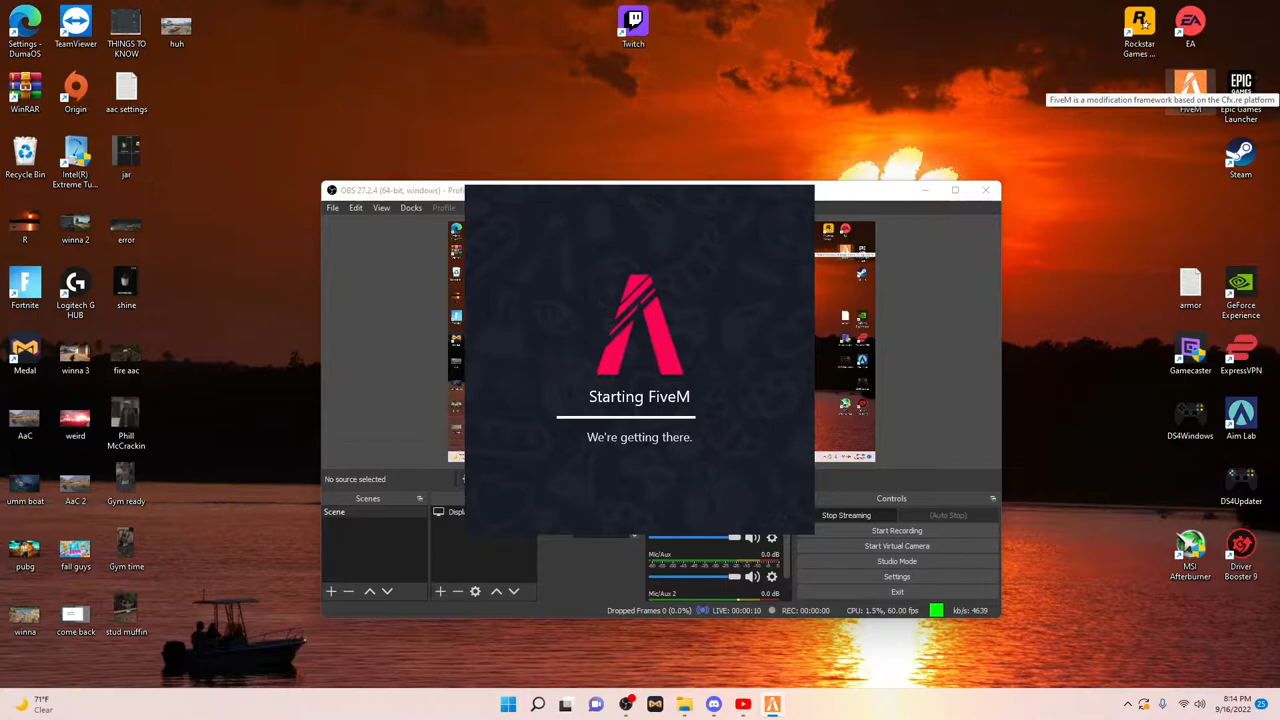 Settings -
DumaOS
TeamViewer
THINGS TO
KNOW
huh
Twitch
Rockstar
Games ...
EA
WinRAR
Origin
aac settings
FiveM is a modification framework based on the Cfx.re platform
FiveM
EPIC
GAMES
Epic Games
Launcher
Recycle Bin
Intel(R)
Extreme Tu...
jar
Steam
OBS 27.2.4 (64-bit, windows) - Prof
File
Edit
View
Docks
Profile
R
winna 2
error
Fortnite
Logitech G
HUB
shine
armor
GeForce
Experience
Medal
winna 3
fire aac
Gamecaster
ExpressVPN
Starting FiveM
We're getting there.
AaC
weird
Phill
McCrackin
DS4Windows
Aim Lab
No source selected
umm boat
AaC 2
Gym ready
DS4Updater
Scenes
Controls
Scene
Displa
Stop Streaming
(Auto Stop)
Start Recording
Start Virtual Camera
Studio Mode
Settings
Exit
Mic/Aux
0.0 dB
Mic/Aux 2
0.0 dB
pubg
fall guys
Gym time
MSI
Afterburner
Driver
Booster 9
Dropped Frames 0 (0.0%)
LIVE: 00:00:10
REC: 00:00:00
CPU: 1.5%, 60.00 fps
kb/s: 4639
winna
come back
stud muffin
71°F
Clear
8:14 PM
9/16/2022
25